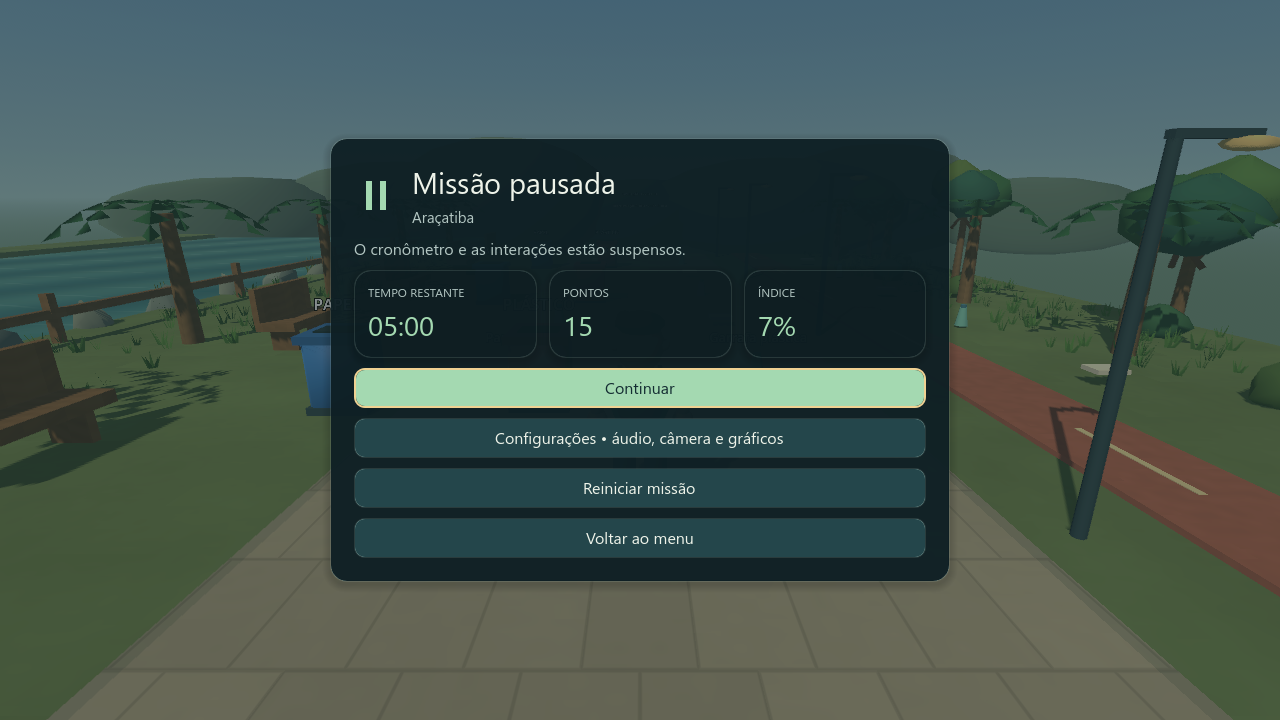 Missão pausada
Araçatiba
O cronômetro e as interações estão suspensos.
TEMPO RESTANTE
05:00
PONTOS
15
ÍNDICE
7%
Continuar
Configurações • áudio, câmera e gráficos
Reiniciar missão
Voltar ao menu